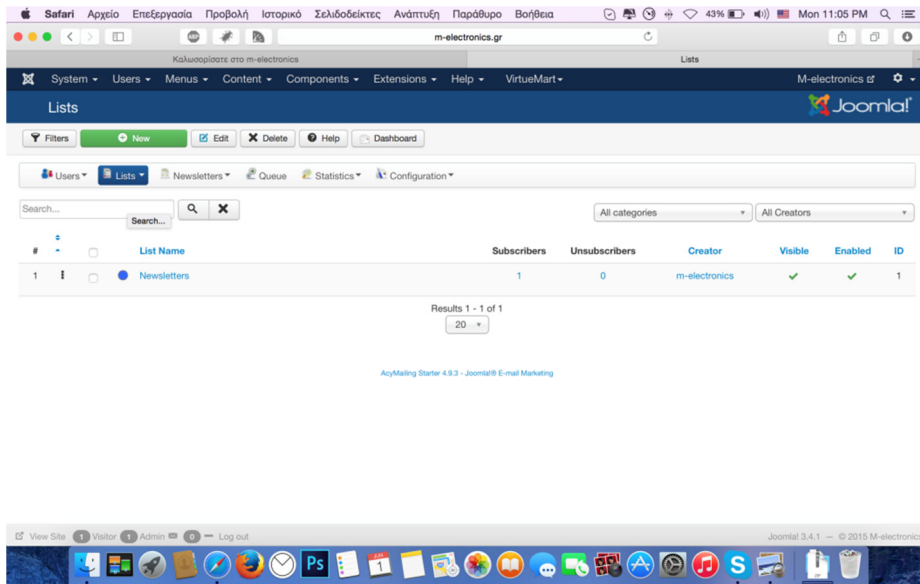 Safari Αρχείο Επεξεργασία Προβολή Ιστορικό Σελιδοδείκτες Ανάπτυξη Παράθυρο Βοήθεια 43% Mon 11:05 PM
ABP m-electronics.gr
Καλωσορίσατε στο m-electronics Lists
System Users Menus Content Components Extensions Help VirtueMart M-electronics
Lists Joomla!®
Filters New Edit Delete Help Dashboard
Users Lists Newsletters Queue Statistics Configuration
Search... All categories All Creators
Search...
# List Name Subscribers Unsubscribers Creator Visible Enabled ID
1 Newsletters 1 0 m-electronics 1
Results 1 - 1 of 1
20
AcyMailing Starter 4.9.3 - Joomla!® E-mail Marketing
View Site 1 Visitor 1 Admin 0 Log out Joomla! 3.4.1 — © 2015 M-electronics
Ps JUN 1 S